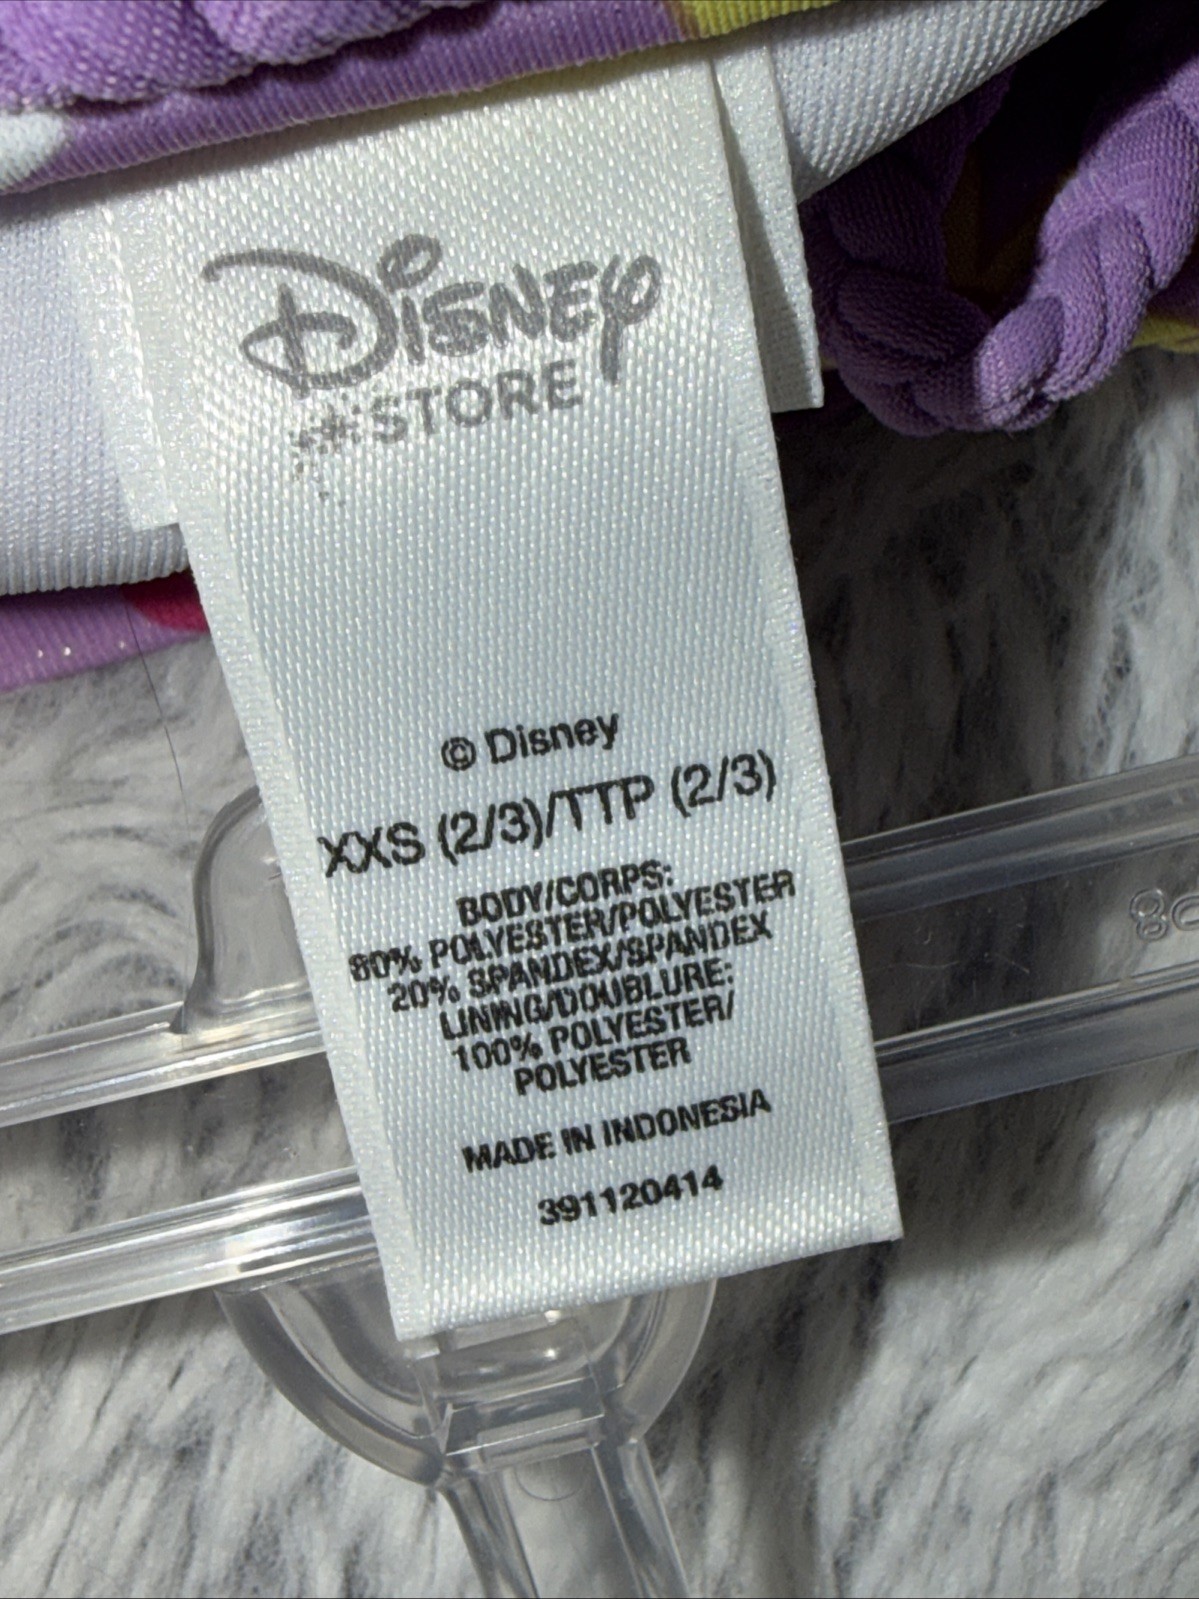 Disney
STORE
© Disney
XXS (2/3)/TTP (2/3)
BODY/CORPS:
80% POLYESTER/POLYESTER
20% SPANDEX/SPANDEX
LINING/DOUBLURE:
100% POLYESTER/
POLYESTER
MADE IN INDONESIA
391120414